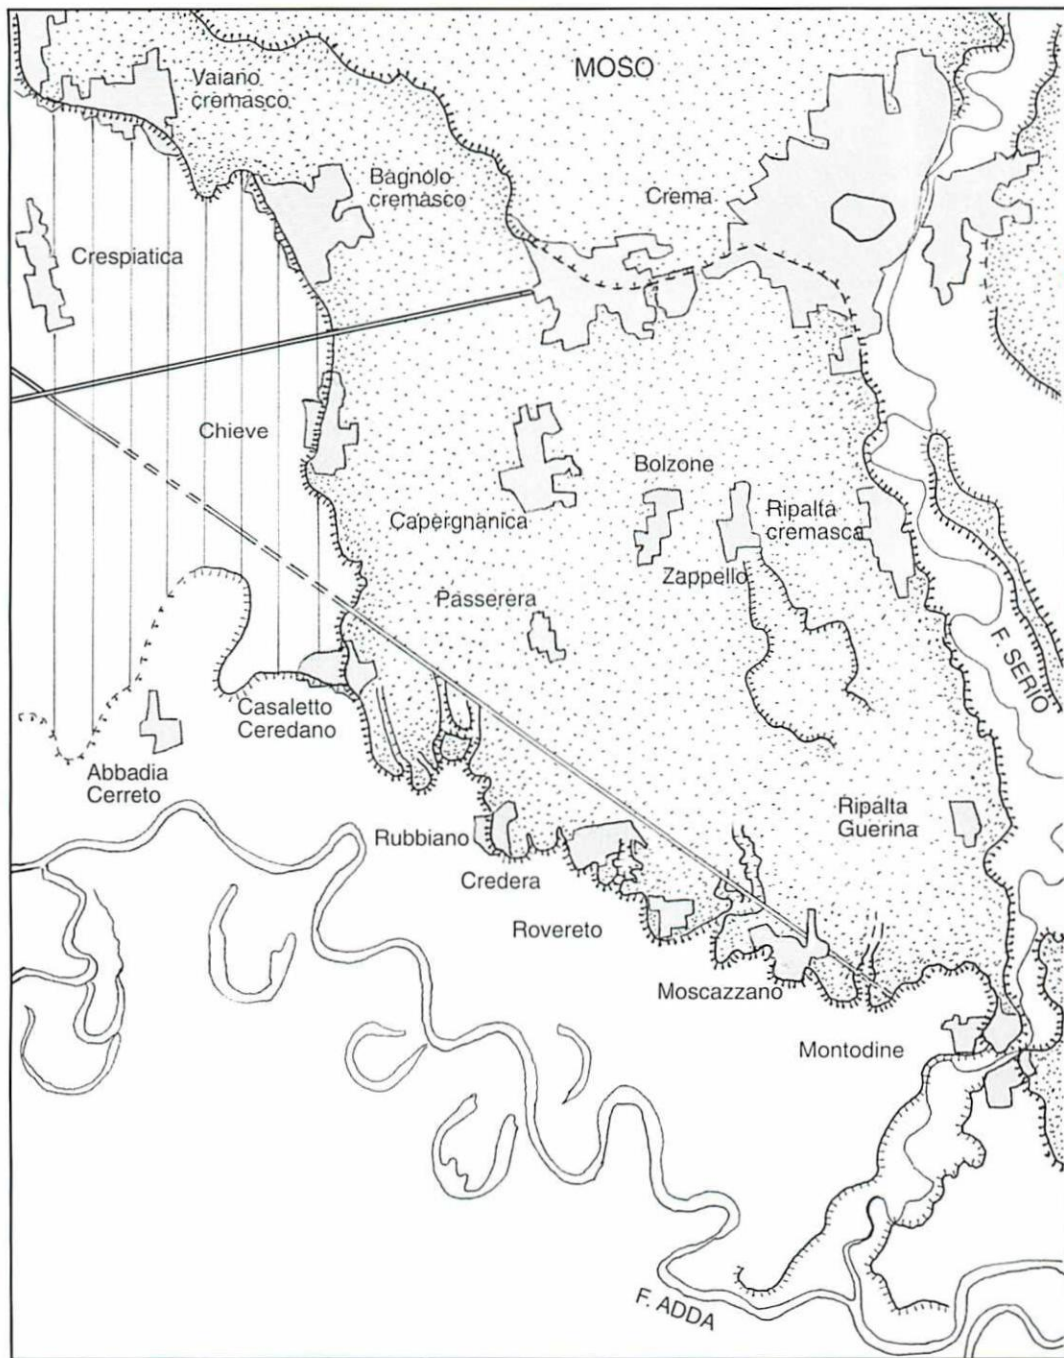 MOSO
Vaiano
cremasco
Bagnolo
cremasco
Crema
Crespiatica
Chieve
Bolzone
Capergnanica
Ripalta
cremasca
Zappello
Passerera
F. SERIO
Casaletto
Ceredano
Abbadia
Cerreto
Ripalta
Guerina
Rubbiano
Credera
Rovereto
Moscazzano
Montodine
F. ADDA